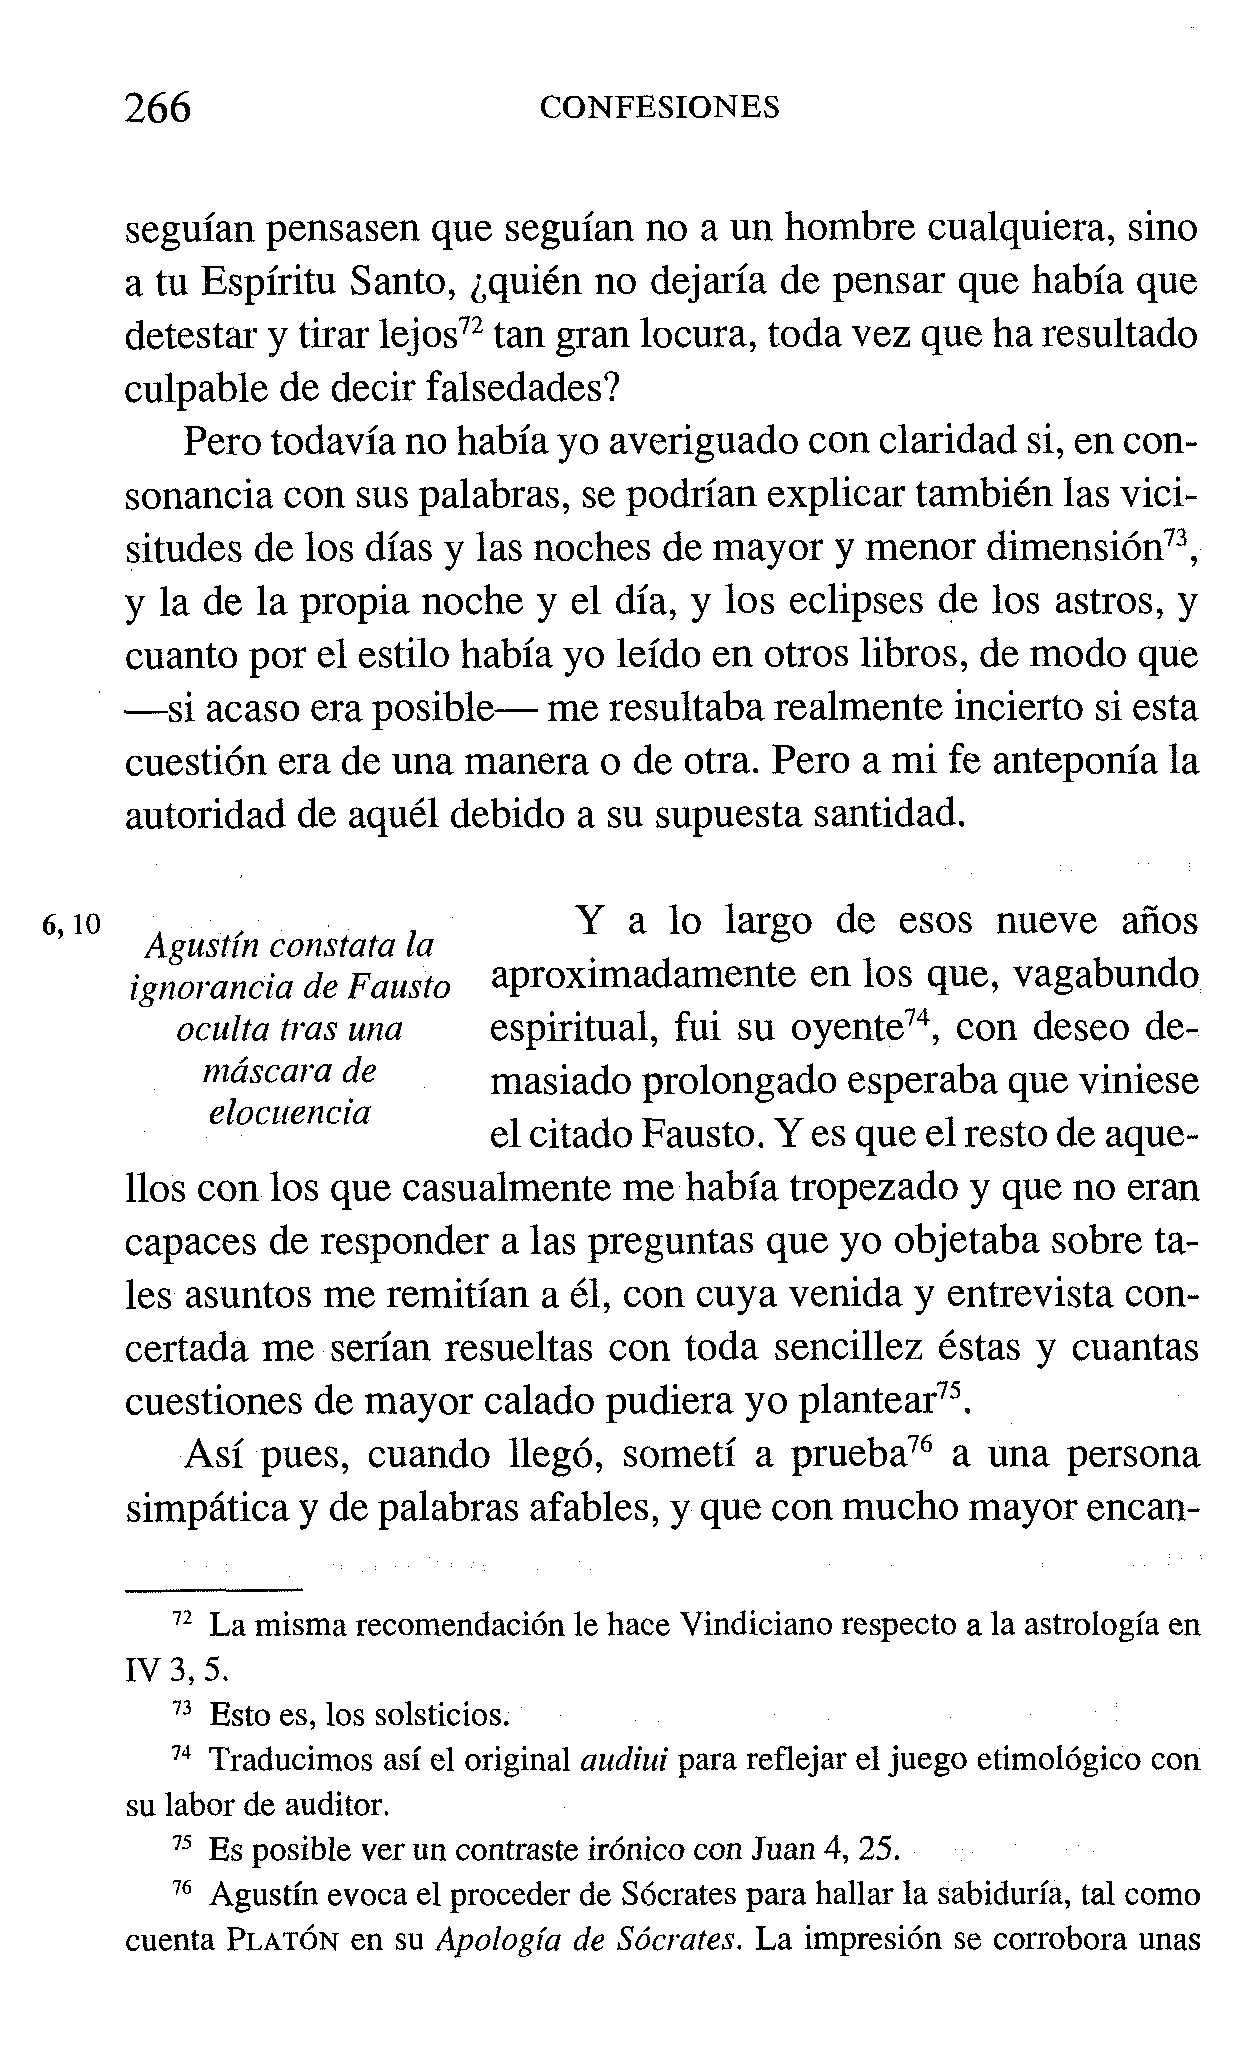 266 CONFESIONES
seguían pensasen que seguían no a un hombre cualquiera, sino
a tu Espíritu Santo, ¿quién no dejaría de pensar que había que
detestar y tirar lejos⁷² tan gran locura, toda vez que ha resultado
culpable de decir falsedades?
Pero todavía no había yo averiguado con claridad si, en con-
sonancia con sus palabras, se podrían explicar también las vici-
situdes de los días y las noches de mayor y menor dimensión⁷³,
y la de la propia noche y el día, y los eclipses de los astros, y
cuanto por el estilo había yo leído en otros libros, de modo que
—si acaso era posible— me resultaba realmente incierto si esta
cuestión era de una manera o de otra. Pero a mi fe anteponía la
autoridad de aquél debido a su supuesta santidad.
6, 10
Agustín constata la
ignorancia de Fausto
oculta tras una
máscara de
elocuencia
Y a lo largo de esos nueve años
aproximadamente en los que, vagabundo
espiritual, fui su oyente⁷⁴, con deseo de-
masiado prolongado esperaba que viniese
el citado Fausto. Y es que el resto de aque-
llos con los que casualmente me había tropezado y que no eran
capaces de responder a las preguntas que yo objetaba sobre ta-
les asuntos me remitían a él, con cuya venida y entrevista con-
certada me serían resueltas con toda sencillez éstas y cuantas
cuestiones de mayor calado pudiera yo plantear⁷⁵.
Así pues, cuando llegó, sometí a prueba⁷⁶ a una persona
simpática y de palabras afables, y que con mucho mayor encan-
⁷² La misma recomendación le hace Vindiciano respecto a la astrología en
IV 3, 5.
⁷³ Esto es, los solsticios.
⁷⁴ Traducimos así el original audiui para reflejar el juego etimológico con
su labor de auditor.
⁷⁵ Es posible ver un contraste irónico con Juan 4, 25.
⁷⁶ Agustín evoca el proceder de Sócrates para hallar la sabiduría, tal como
cuenta PLATÓN en su Apología de Sócrates. La impresión se corrobora unas